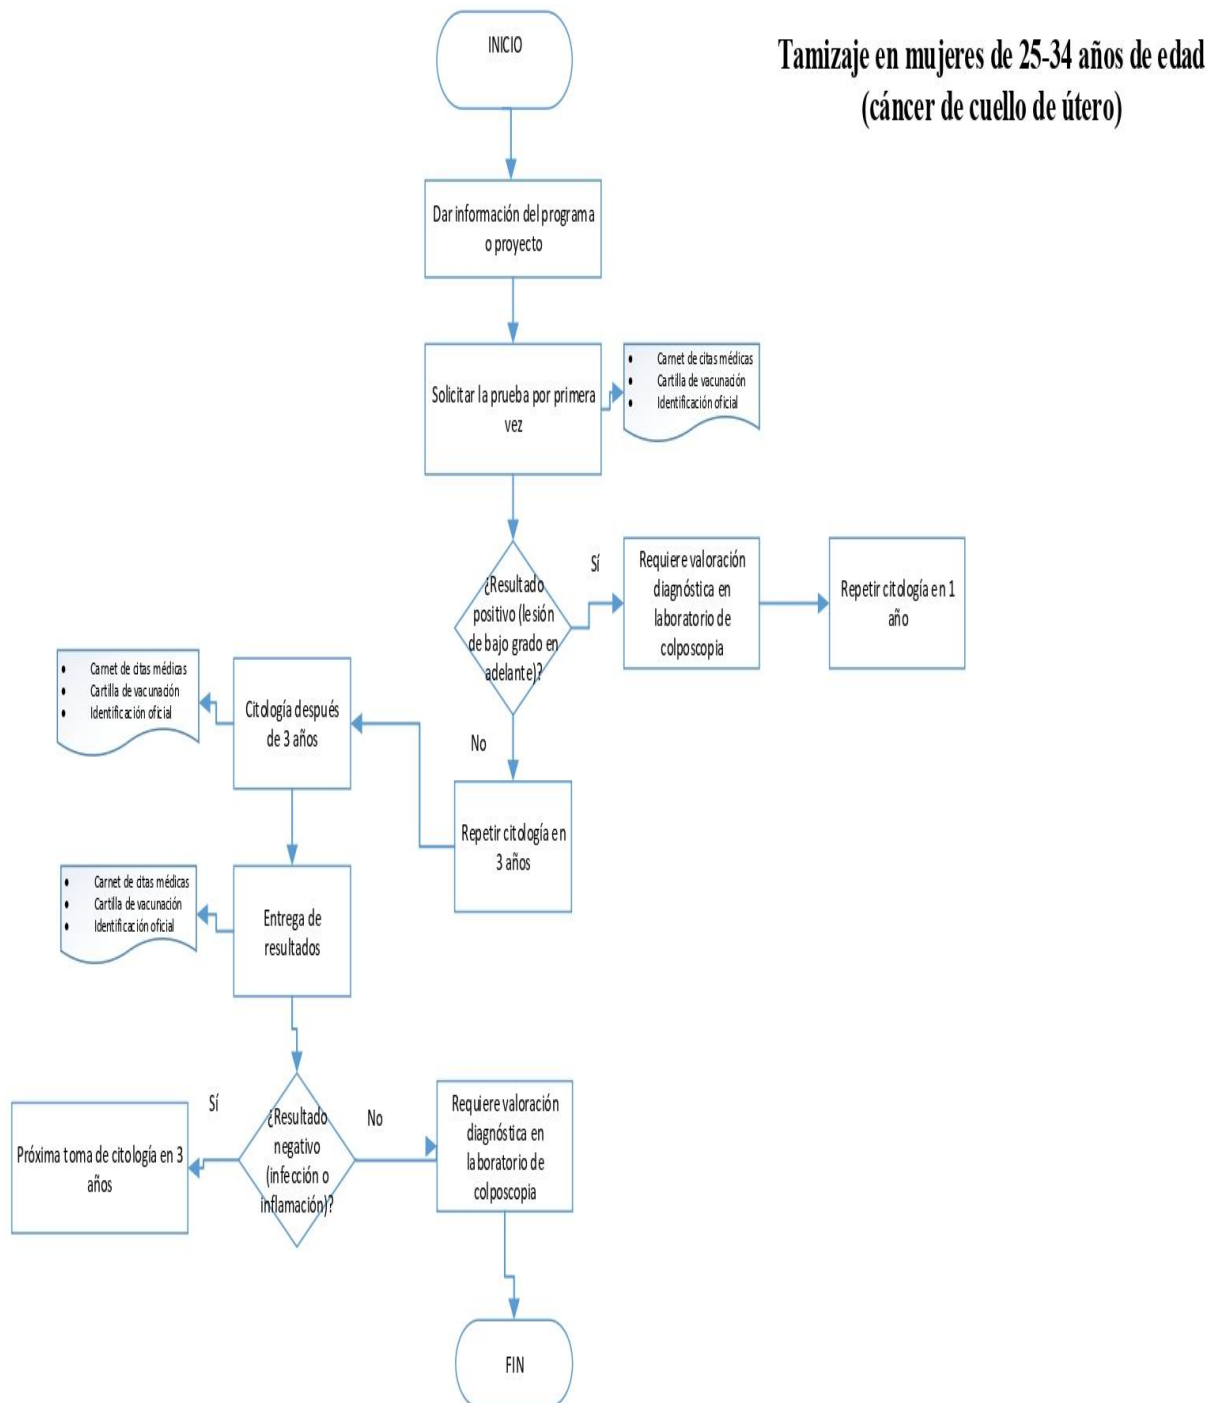 INICIO
Tamizaje en mujeres de 25-34 años de edad
(cáncer de cuello de útero)
Dar información del programa
o proyecto
Solicitar la prueba por primera
vez
• Carnet de citas médicas
• Cartilla de vacunación
• Identificación oficial
¿Resultado
positivo (lesión
de bajo grado en
adelante)?
Sí
Requiere valoración
diagnóstica en
laboratorio de
colposcopia
Repetir citología en 1
año
No
Repetir citología en
3 años
Citología después
de 3 años
• Carnet de citas médicas
• Cartilla de vacunación
• Identificación oficial
Entrega de
resultados
• Carnet de citas médicas
• Cartilla de vacunación
• Identificación oficial
¿Resultado
negativo
(infección o
inflamación)?
Sí
Próxima toma de citología en 3
años
No
Requiere valoración
diagnóstica en
laboratorio de
colposcopia
FIN